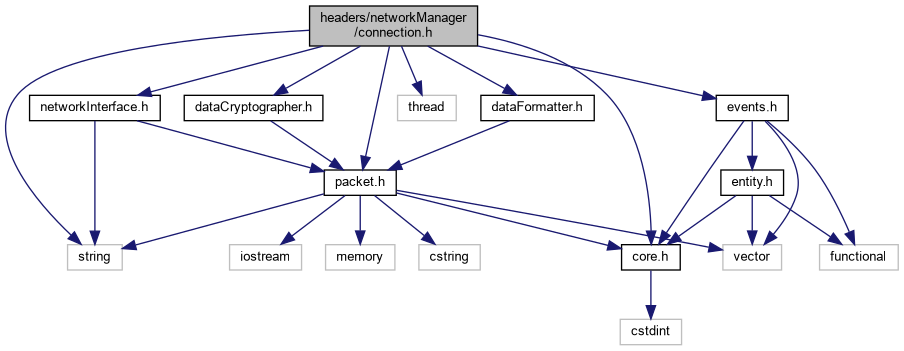 headers/networkManager
/connection.h
networkInterface.h
dataCryptographer.h
thread
dataFormatter.h
events.h
packet.h
entity.h
string
iostream
memory
cstring
core.h
vector
functional
cstdint